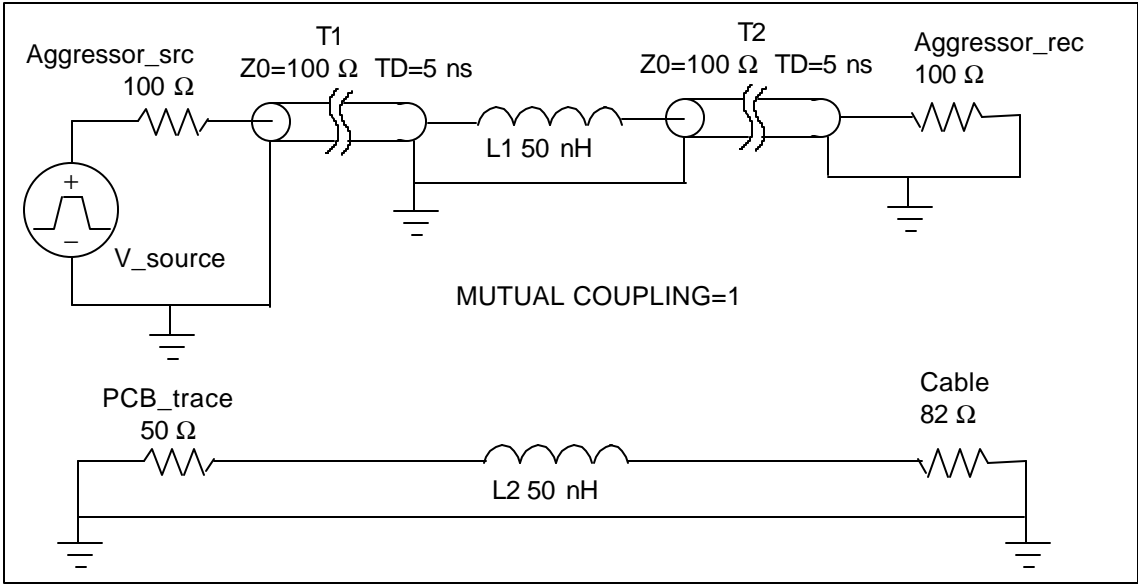 T1
Z0=100 Ω TD=5 ns
T2
Z0=100 Ω TD=5 ns
Aggressor_src
100 Ω
Aggressor_rec
100 Ω
L1 50 nH
+
−
V_source
MUTUAL COUPLING=1
PCB_trace
50 Ω
Cable
82 Ω
L2 50 nH